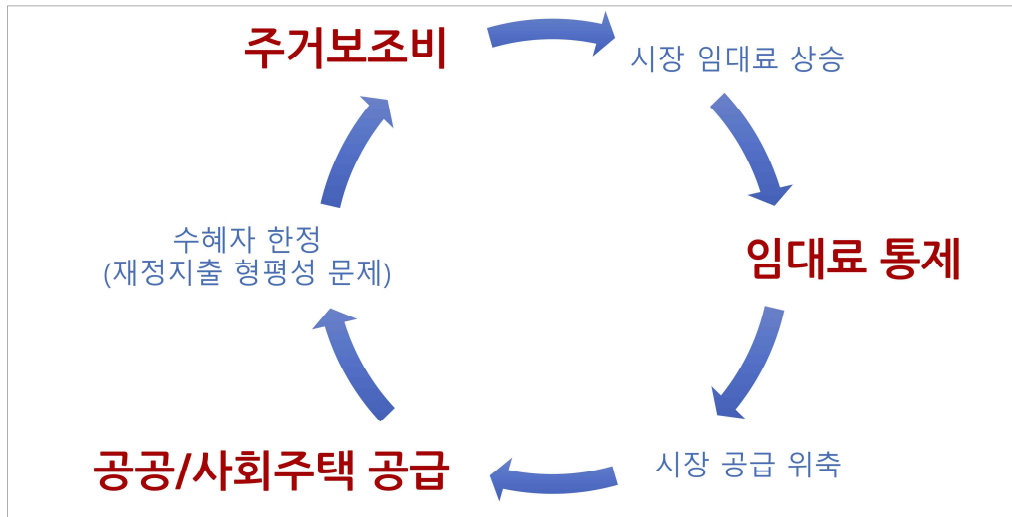 주거보조비
시장 임대료 상승
임대료 통제
시장 공급 위축
공공/사회주택 공급
수혜자 한정
(재정지출 형평성 문제)